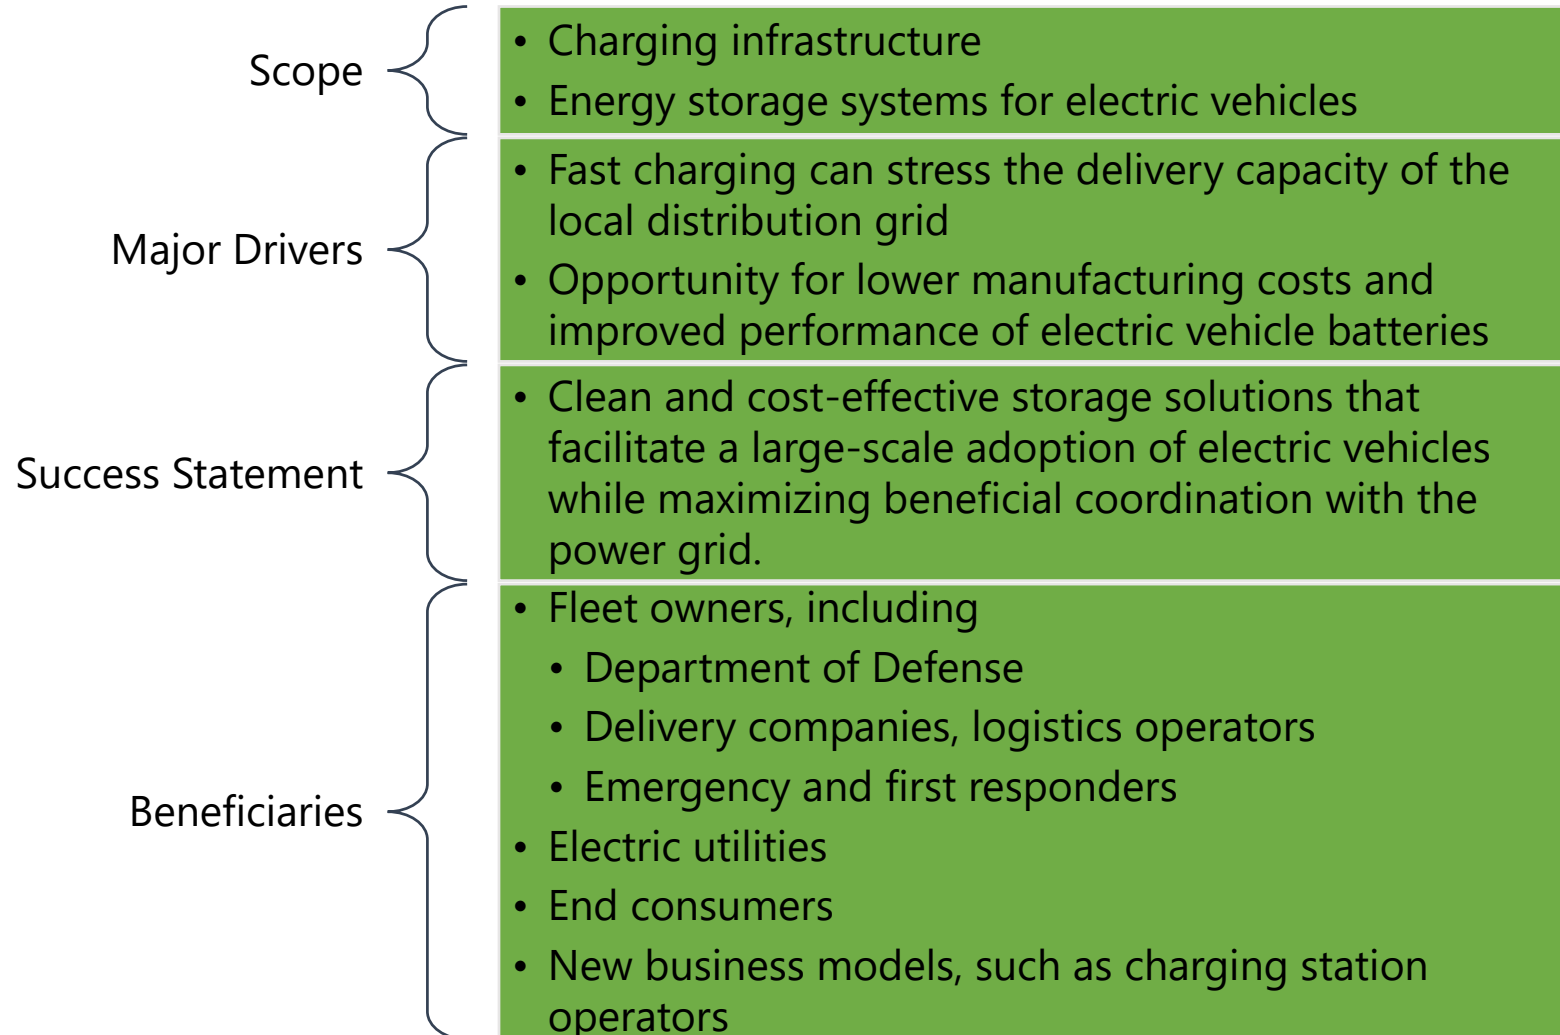 Scope
• Charging infrastructure
• Energy storage systems for electric vehicles
Major Drivers
• Fast charging can stress the delivery capacity of the
local distribution grid
• Opportunity for lower manufacturing costs and
improved performance of electric vehicle batteries
Success Statement
• Clean and cost-effective storage solutions that
facilitate a large-scale adoption of electric vehicles
while maximizing beneficial coordination with the
power grid.
Beneficiaries
• Fleet owners, including
• Department of Defense
• Delivery companies, logistics operators
• Emergency and first responders
• Electric utilities
• End consumers
• New business models, such as charging station
operators